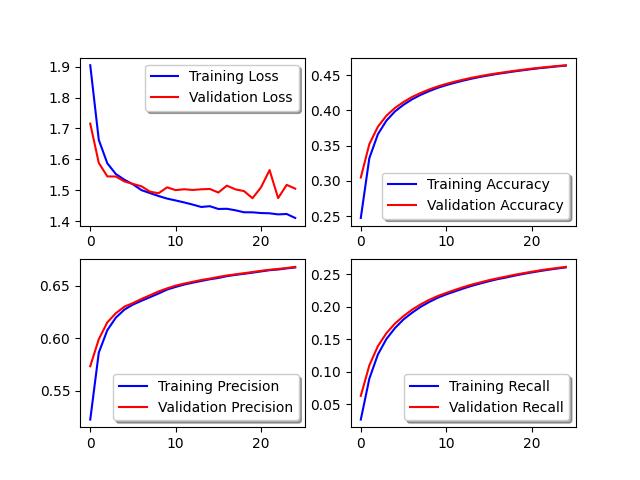 1.9
1.8
1.7
1.6
1.5
1.4
0 10 20
Training Loss
Validation Loss
0.45
0.40
0.35
0.30
0.25
0 10 20
Training Accuracy
Validation Accuracy
0.65
0.60
0.55
0 10 20
Training Precision
Validation Precision
0.25
0.20
0.15
0.10
0.05
0 10 20
Training Recall
Validation Recall